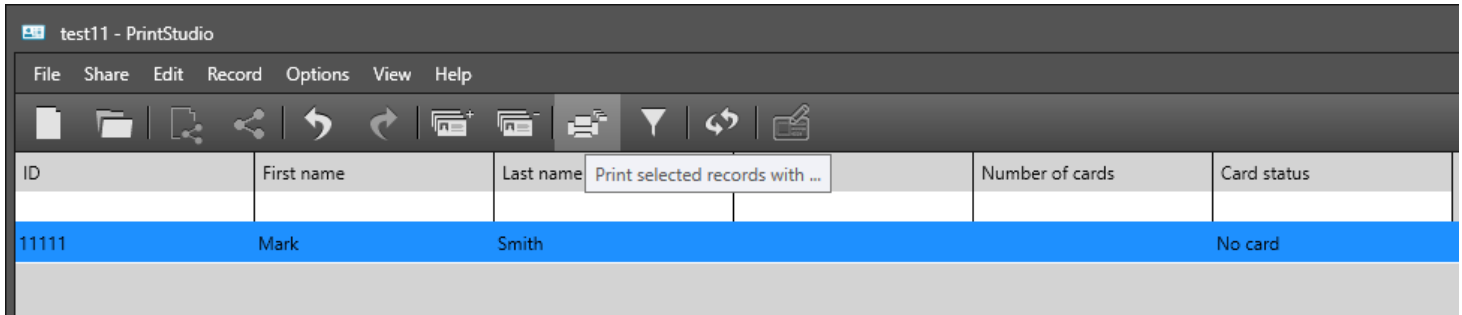 test11 - PrintStudio
File Share Edit Record Options View Help
ID First name Last name Print selected records with ... Number of cards Card status
11111 Mark Smith No card